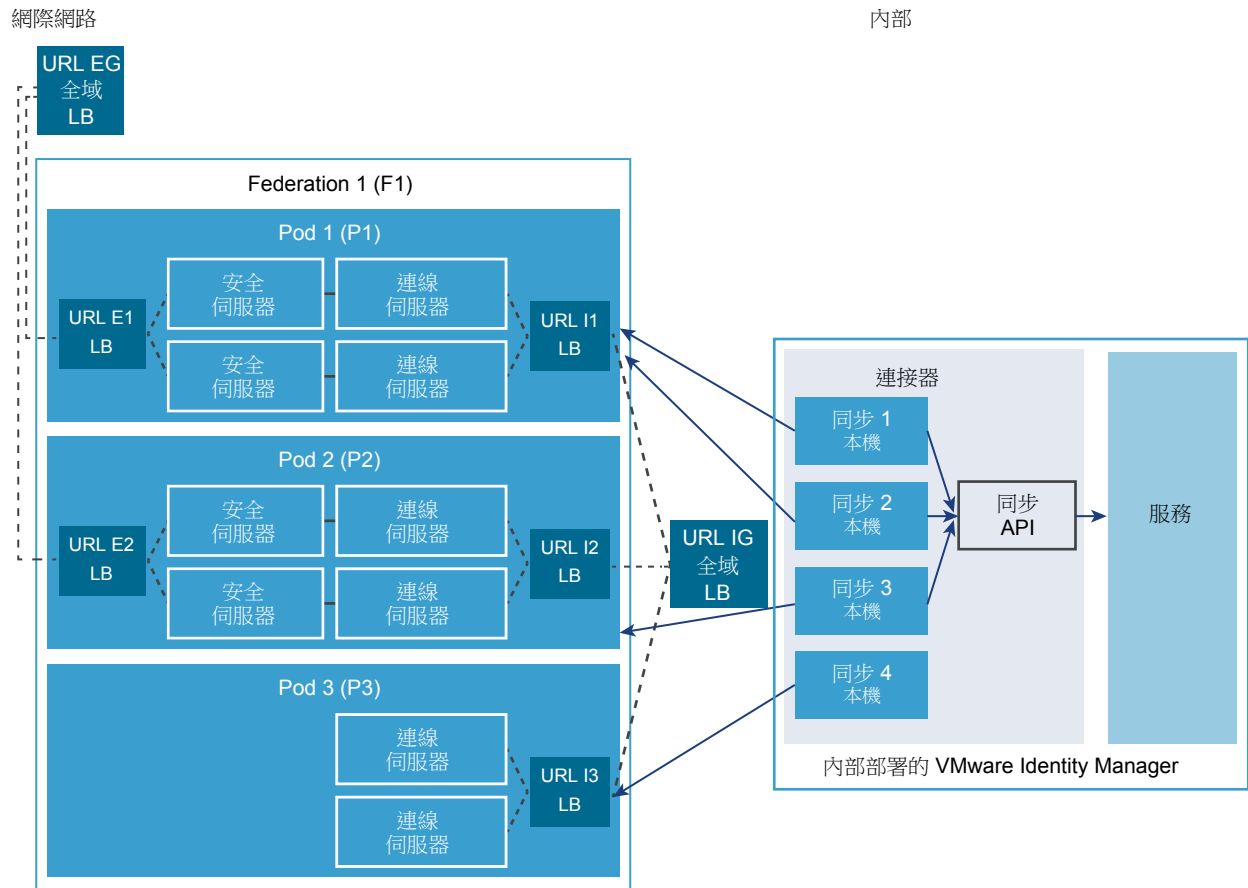 網際網路
內部
URL EG
全域
LB
Federation 1 (F1)
Pod 1 (P1)
安全
伺服器
連線
伺服器
URL E1
LB
URL I1
LB
安全
伺服器
連線
伺服器
Pod 2 (P2)
安全
伺服器
連線
伺服器
URL E2
LB
URL I2
LB
安全
伺服器
連線
伺服器
Pod 3 (P3)
連線
伺服器
URL I3
LB
連線
伺服器
URL IG
全域
LB
連接器
同步 1
本機
同步 2
本機
同步 3
本機
同步 4
本機
同步
API
服務
內部部署的 VMware Identity Manager